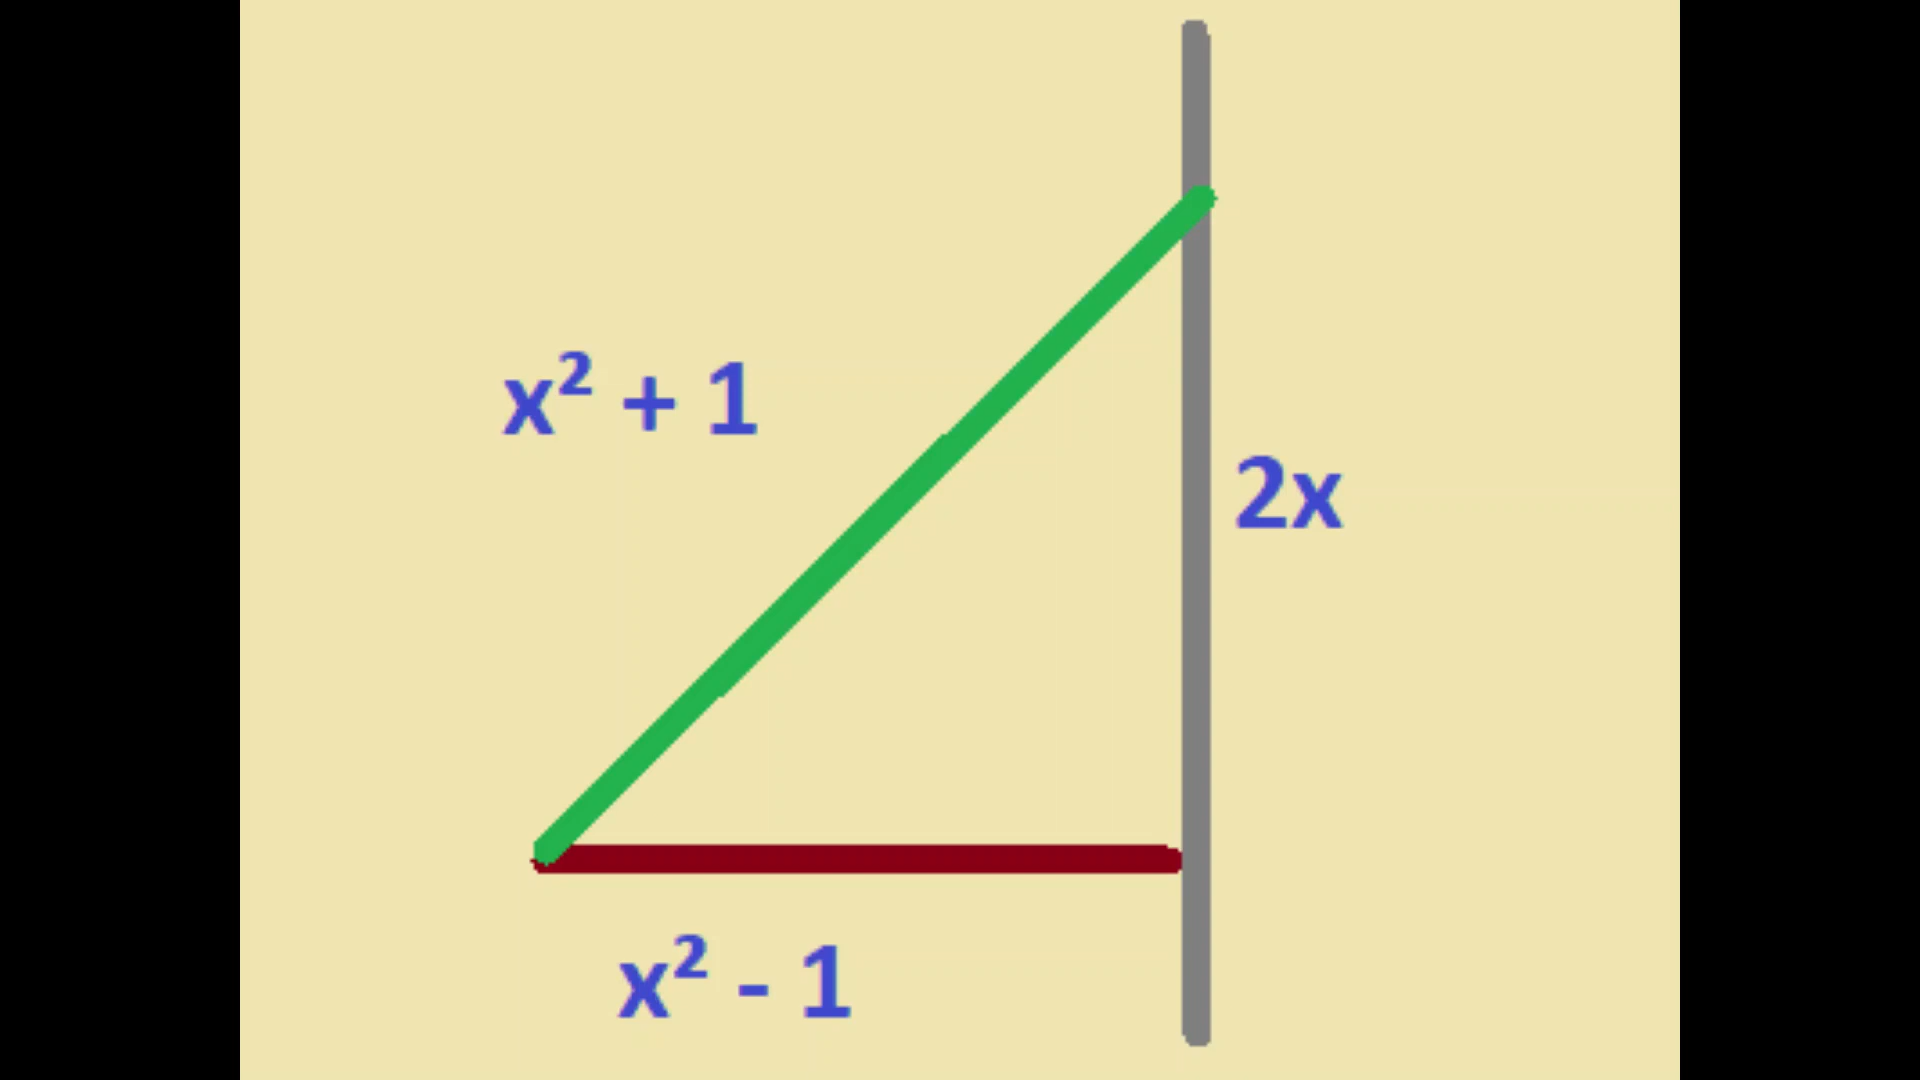 x² + 1
2x
x² - 1